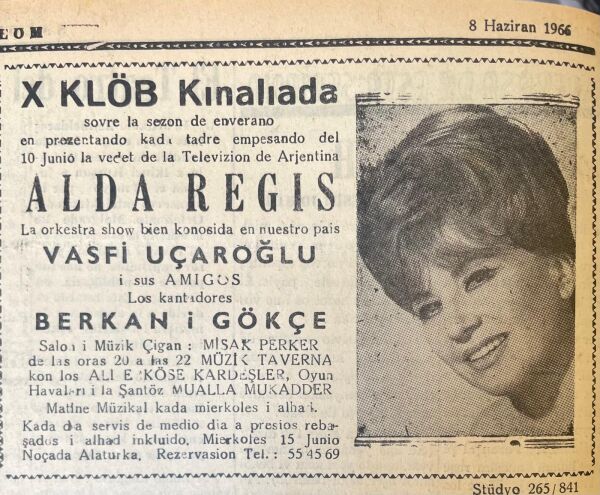 EOM
8 Haziran 1966
X KLÖB Kınalıada
sovre la sezon de enverano
en prezentando kadı tadre empesando del
10 Junio la vedet de la Televizion de Arjentina
ALDA REGIS
La orkestra show bien konosida en nuestro pais
VASFİ UÇAROĞLU
i sus AMIGOS
Los kantadores
BERKAN i GÖKÇE
Salon i Müzik Çigan : MİSAK PERKER
de las oras 20 a las 22 MÜZİK TAVERNA
kon los ALİ E KÖSE KARDEŞLER, Oyun
Havaları i la Şantöz MUALLA MUKADDER
Matine Müzikal kada mierkoles i alhad.
Kada dia servis de medio dia a presios reba-
şados i alhad inkluido, Mierkoles 15 Junio
Noçada Alaturka, Rezervasion Tel. : 55 45 69
Stüdyo 265/841